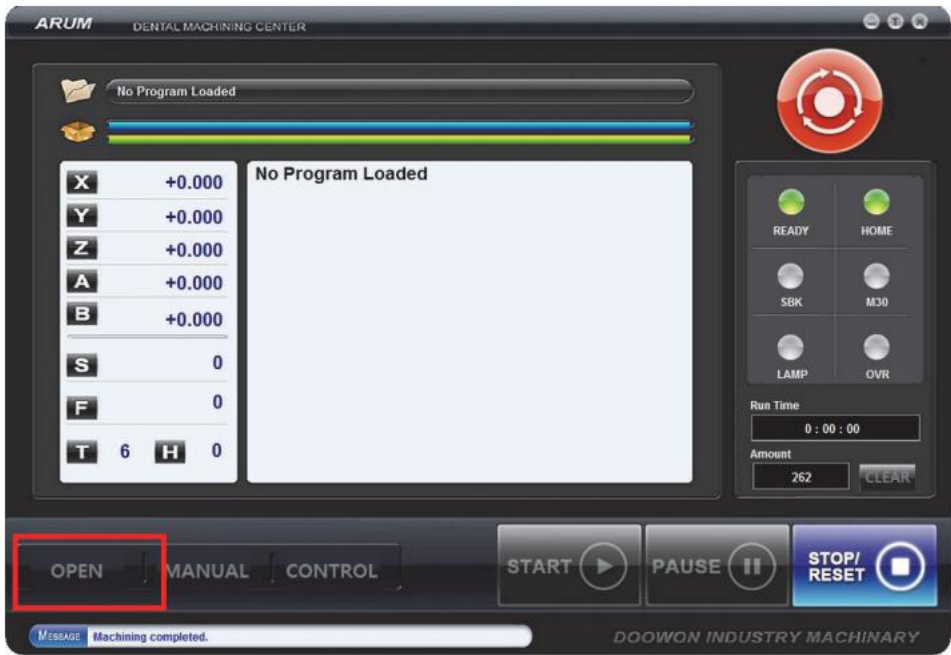 ARUM DENTAL MACHINING CENTER
No Program Loaded
X +0.000
Y +0.000
Z +0.000
A +0.000
B +0.000
S 0
F 0
T 6 H 0
No Program Loaded
READY HOME
SBK M30
LAMP OVR
Run Time
0 : 00 : 00
Amount
262 CLEAR
OPEN MANUAL CONTROL
START PAUSE STOP/
RESET
MESSAGE Machining completed.
DOOWON INDUSTRY MACHINARY